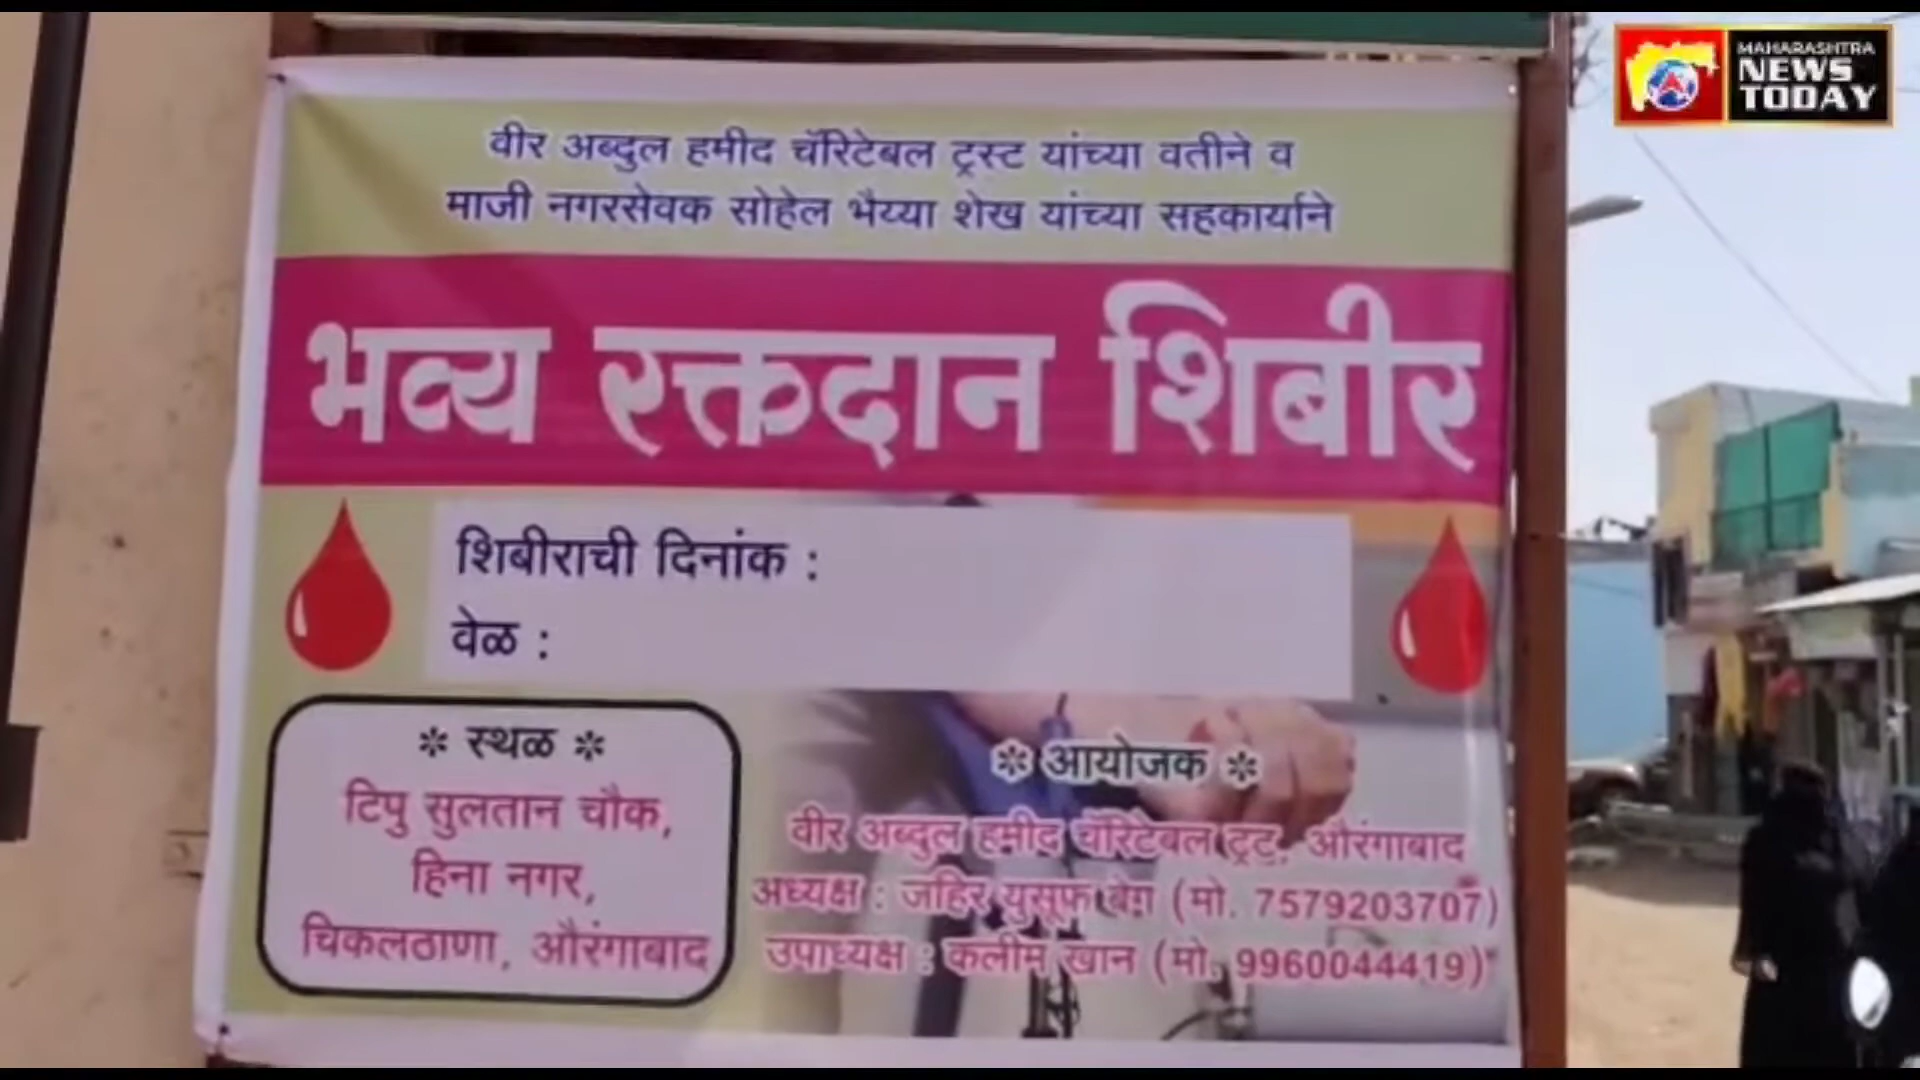 MAHARASHTRA
NEWS
TODAY
वीर अब्दुल हमीद चॅरिटेबल ट्रस्ट यांच्या वतीने व
माजी नगरसेवक सोहेल भैय्या शेख यांच्या सहकार्याने
भव्य रक्तदान शिबीर
शिबीराची दिनांक :
वेळ :
* स्थळ *
टिपु सुलतान चौक,
हिना नगर,
चिकलठाणा, औरंगाबाद
* आयोजक *
वीर अब्दुल हमीद चॅरिटेबल ट्रट, औरंगाबाद
अध्यक्ष : जहिर युसूफ बेग (मो. 7579203707)
उपाध्यक्ष : कलीम खान (मो. 9960044419)